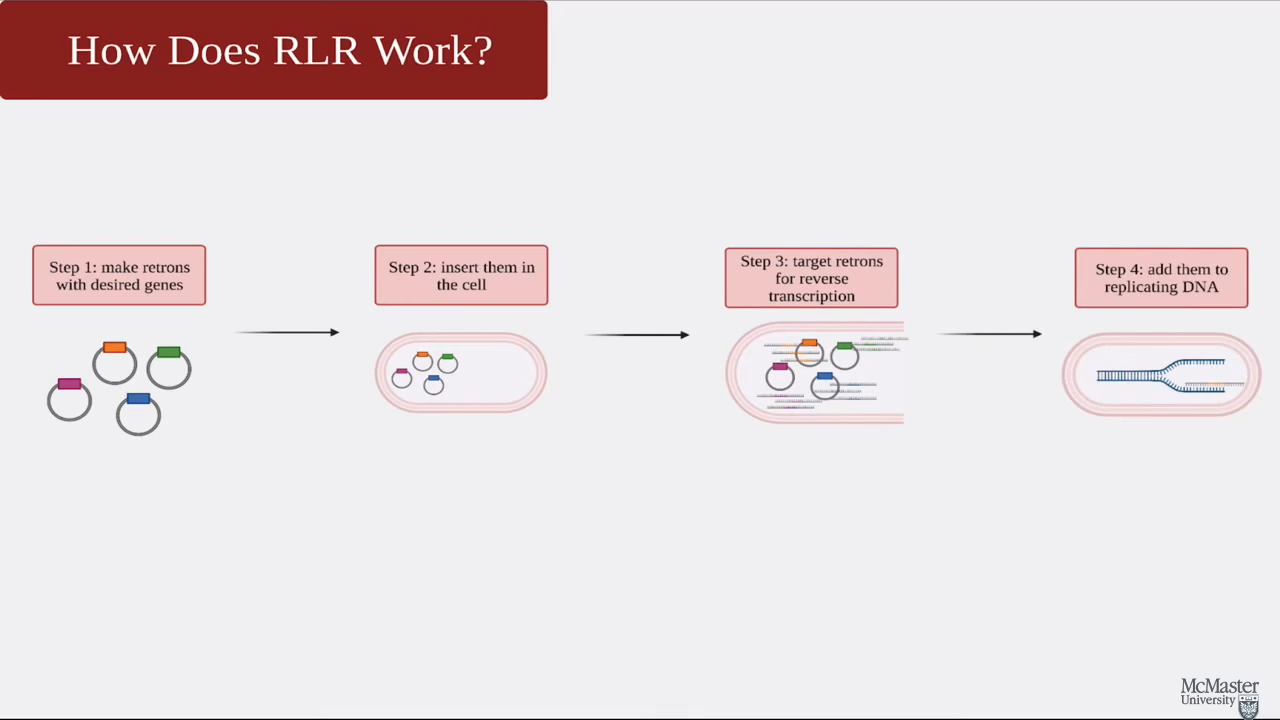 How Does RLR Work?
Step 1: make retrons
with desired genes
Step 2: insert them in
the cell
Step 3: target retrons
for reverse
transcription
Step 4: add them to
replicating DNA
McMaster
University